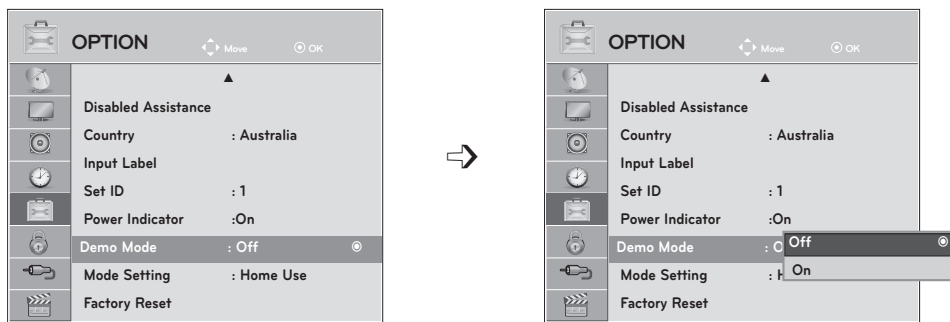 OPTION Move OK
▲
Disabled Assistance
Country : Australia
Input Label
Set ID : 1
Power Indicator :On
Demo Mode : Off
Mode Setting : Home Use
Factory Reset
OPTION Move OK
▲
Disabled Assistance
Country : Australia
Input Label
Set ID : 1
Power Indicator :On
Demo Mode : O
Off
Mode Setting : H
On
Factory Reset